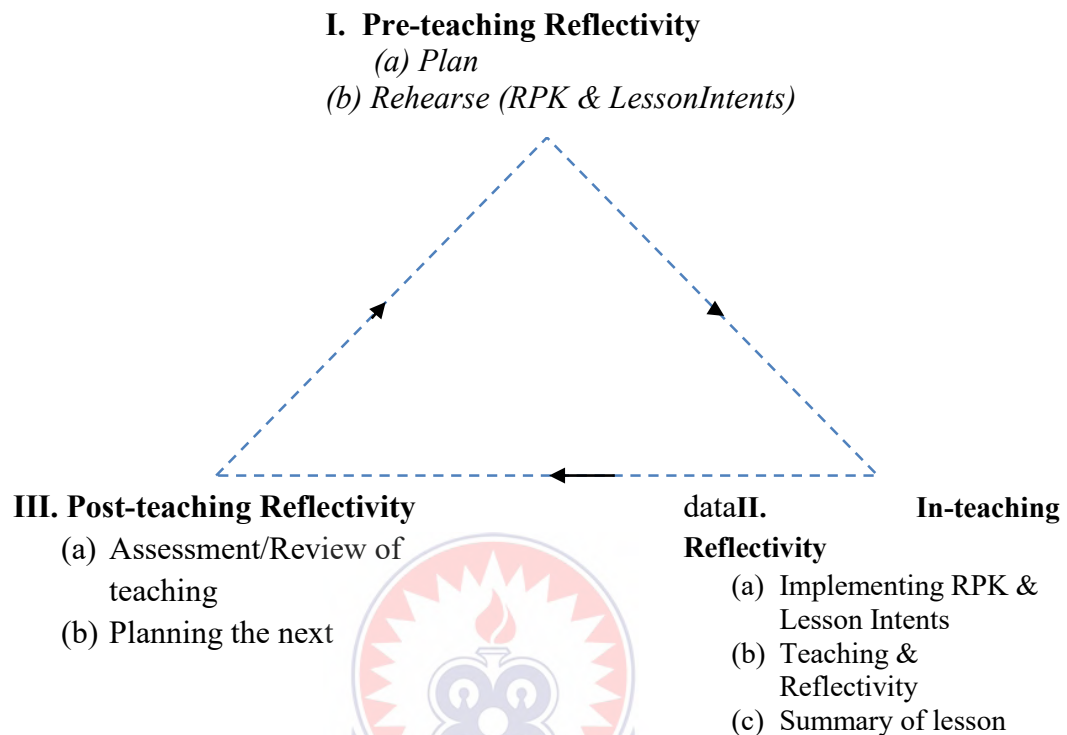 I. Pre-teaching Reflectivity
(a) Plan
(b) Rehearse (RPK & LessonIntents)
III. Post-teaching Reflectivity
(a) Assessment/Review of
teaching
(b) Planning the next
dataII. In-teaching
Reflectivity
(a) Implementing RPK &
Lesson Intents
(b) Teaching &
Reflectivity
(c) Summary of lesson